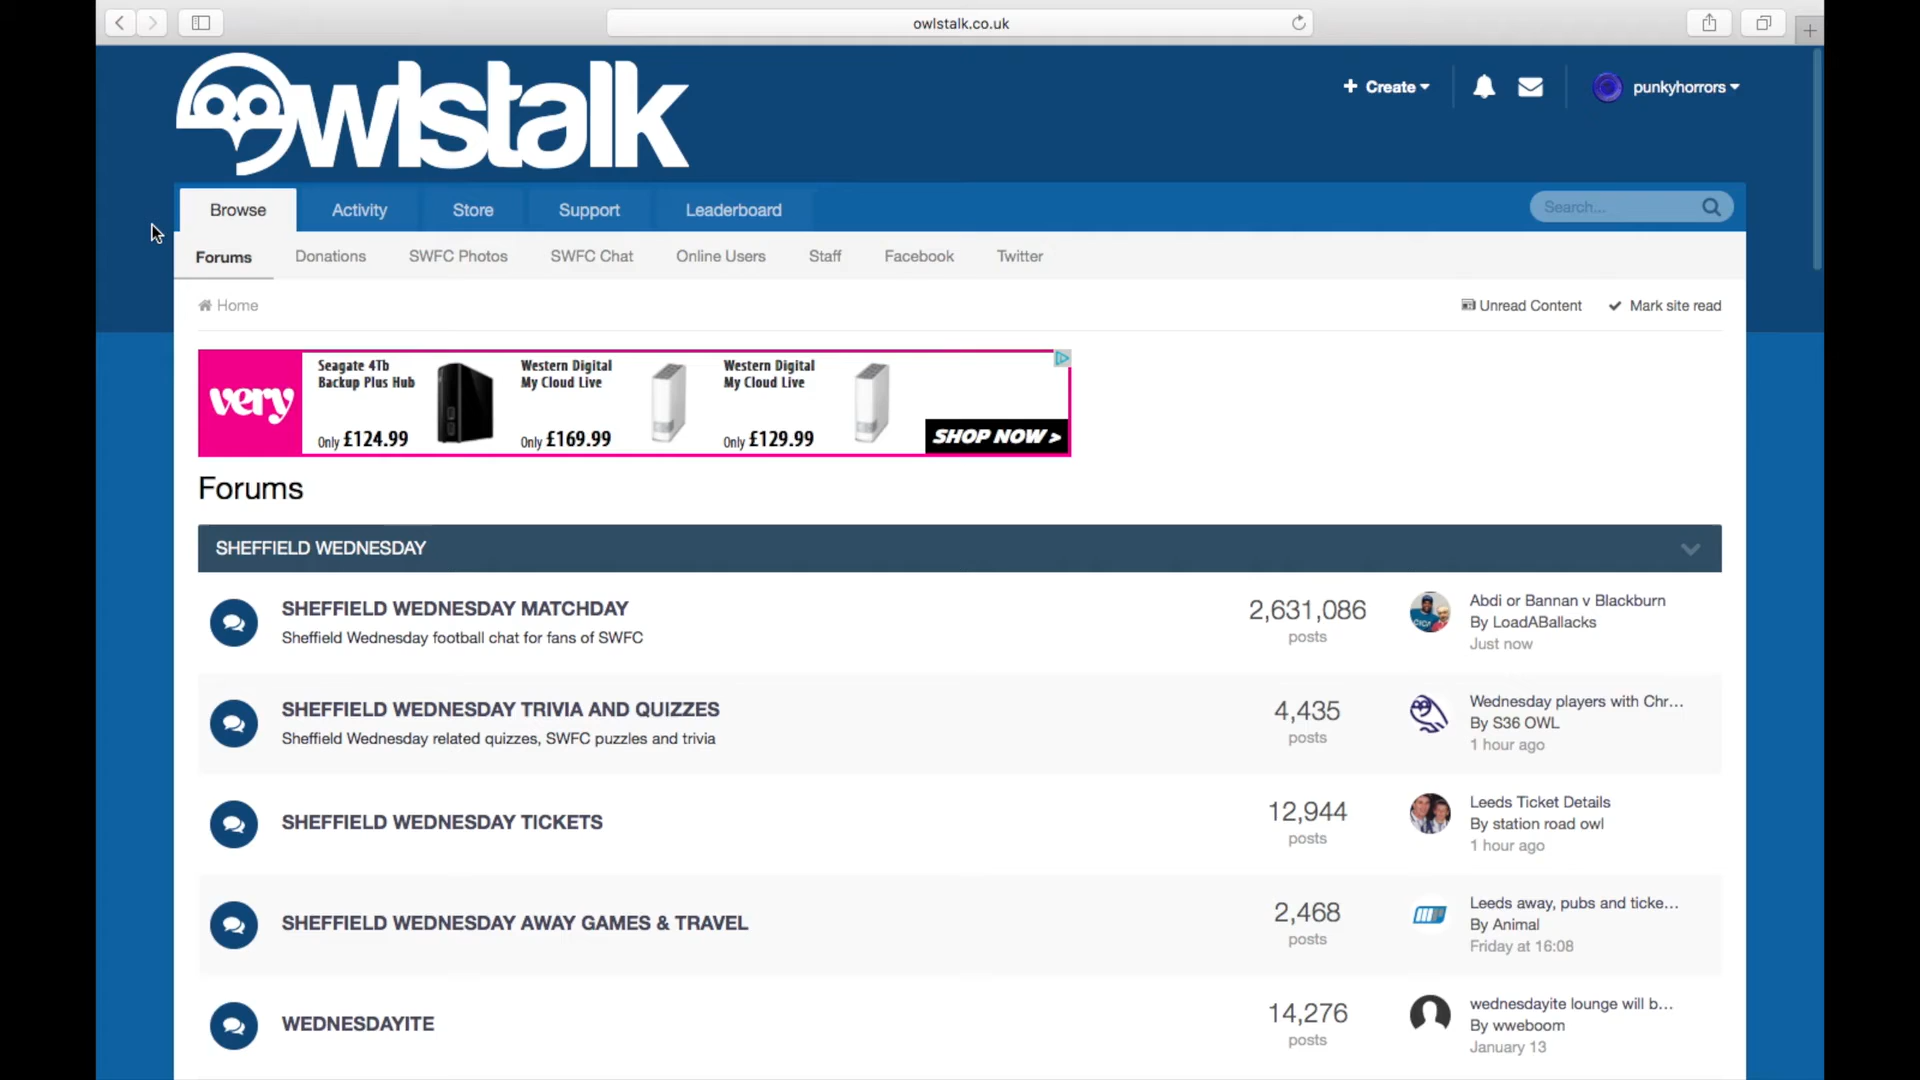 owlstalk.co.uk
owlstalk
+ Create
punkyhorrors
Browse
Activity
Store
Support
Leaderboard
Search...
Forums
Donations
SWFC Photos
SWFC Chat
Online Users
Staff
Facebook
Twitter
Home
Unread Content
Mark site read
very
Seagate 4Tb
Backup Plus Hub
Only £124.99
Western Digital
My Cloud Live
Only £169.99
Western Digital
My Cloud Live
Only £129.99
SHOP NOW >
Forums
SHEFFIELD WEDNESDAY
SHEFFIELD WEDNESDAY MATCHDAY
Sheffield Wednesday football chat for fans of SWFC
2,631,086
posts
Abdi or Bannan v Blackburn
By LoadABallacks
Just now
SHEFFIELD WEDNESDAY TRIVIA AND QUIZZES
Sheffield Wednesday related quizzes, SWFC puzzles and trivia
4,435
posts
Wednesday players with Chr...
By S36 OWL
1 hour ago
SHEFFIELD WEDNESDAY TICKETS
12,944
posts
Leeds Ticket Details
By station road owl
1 hour ago
SHEFFIELD WEDNESDAY AWAY GAMES & TRAVEL
2,468
posts
Leeds away, pubs and ticke...
By Animal
Friday at 16:08
WEDNESDAYITE
14,276
posts
wednesdayite lounge will b...
By wweboom
January 13